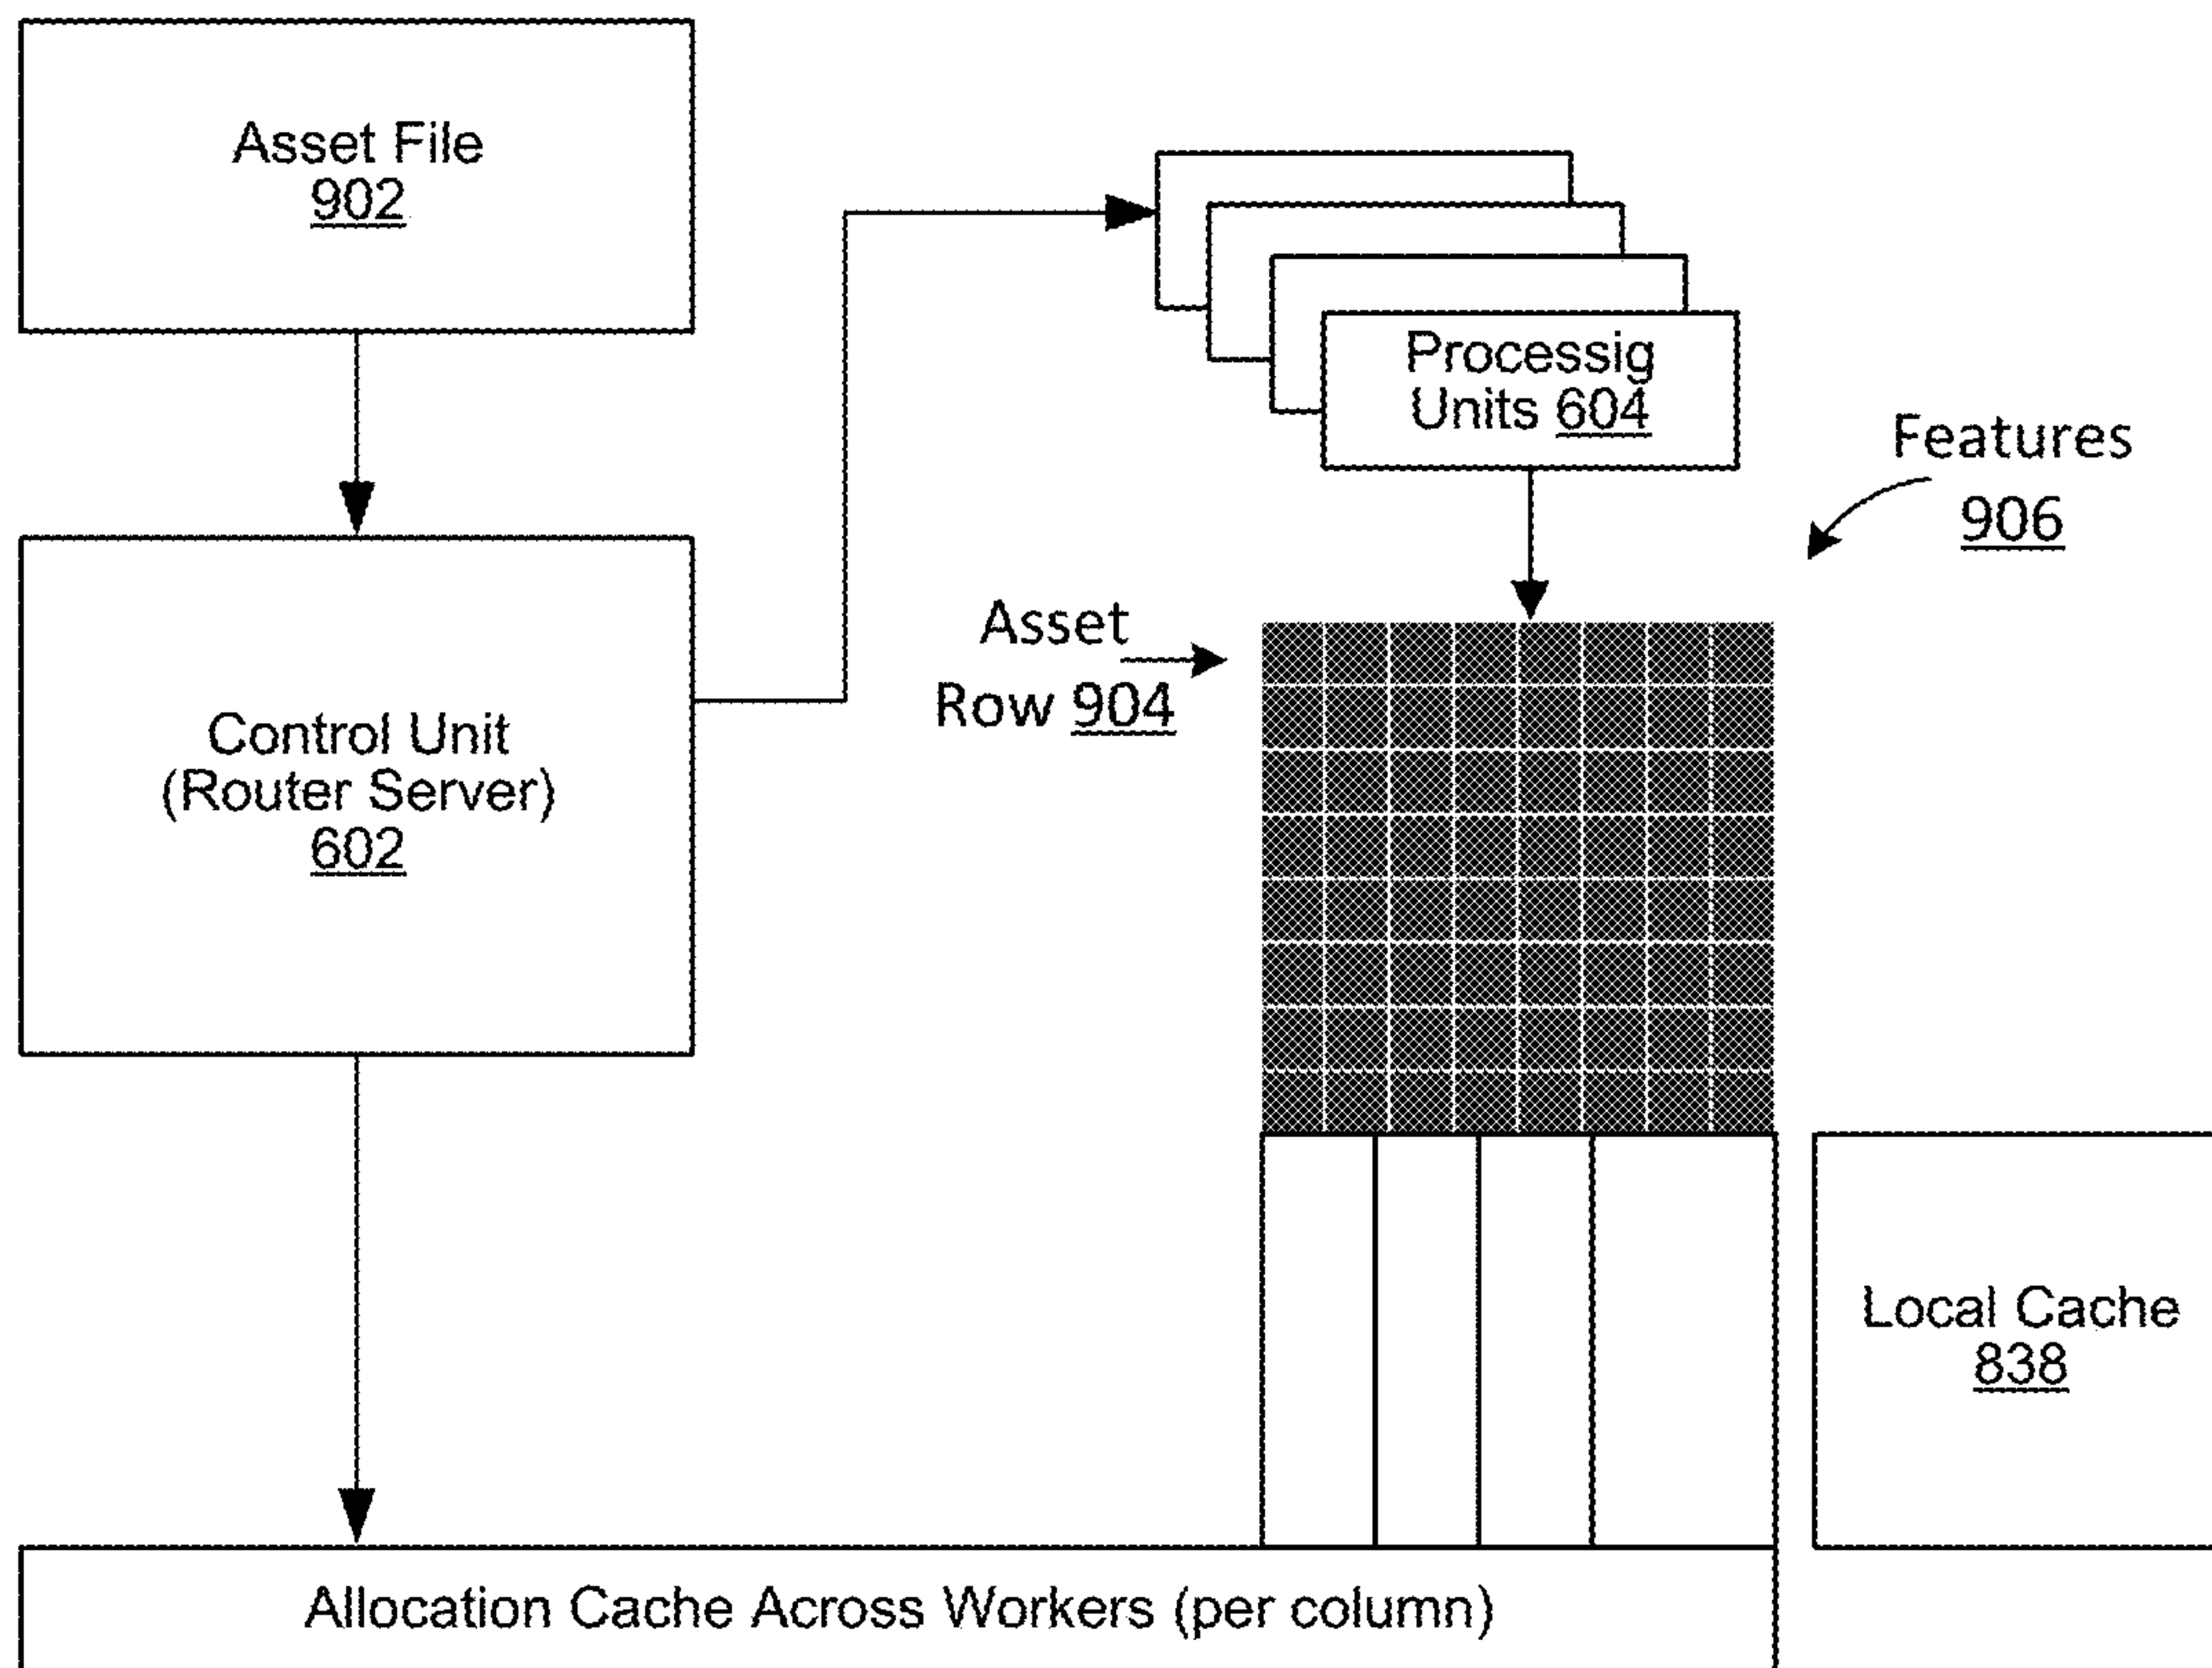 Asset File
902
Processig
Units 604
Features
906
Asset
Row 904
Control Unit
(Router Server)
602
Local Cache
838
Allocation Cache Across Workers (per column)